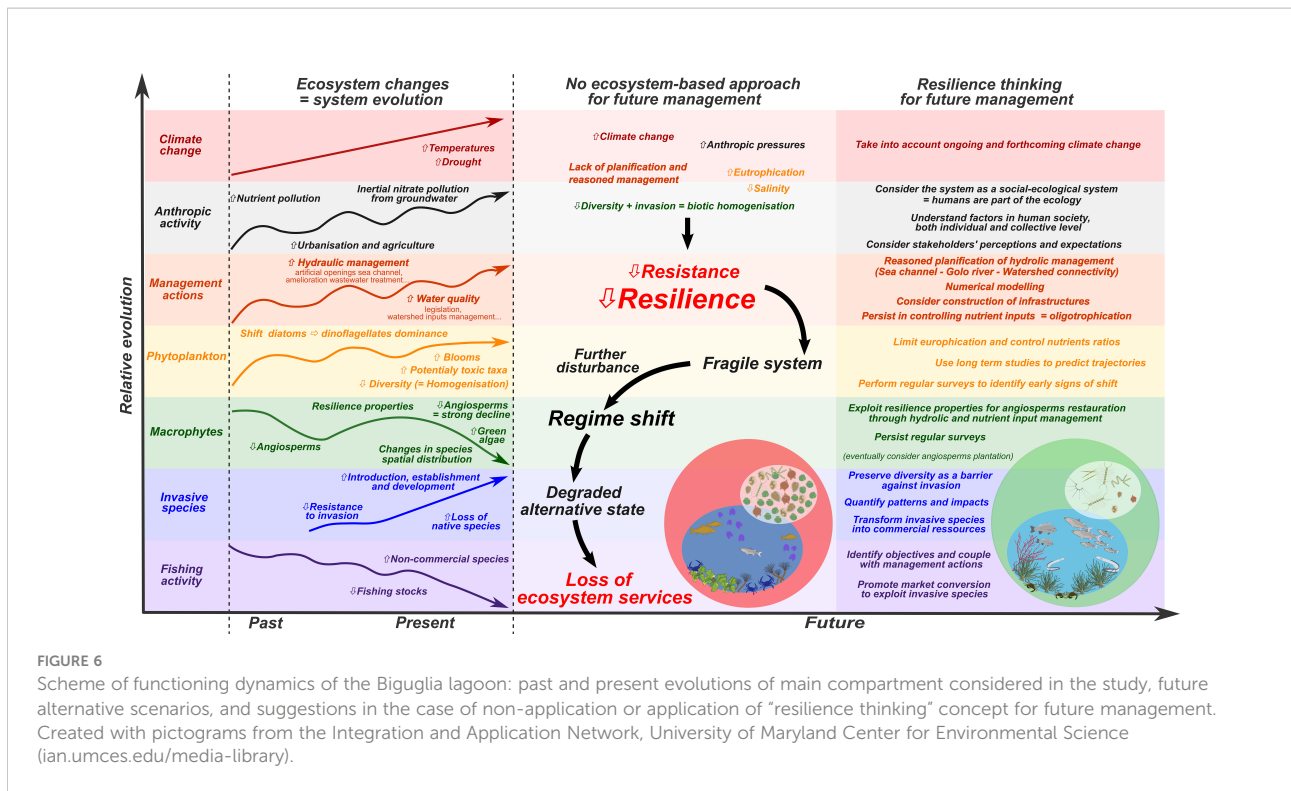 Ecosystem changes
= system evolution
No ecosystem-based approach
for future management
Resilience thinking
for future management
Relative evolution
Climate
change
⇧Temperatures
⇧Drought
⇧Climate change
⇧Anthropic pressures
Lack of planification and
reasoned management
⇧Eutrophication
⇩Salinity
⇩Diversity + invasion = biotic homogenisation
Take into account ongoing and forthcoming climate change
Anthropic
activity
⇧Nutrient pollution
Inertial nitrate pollution
from groundwater
⇧Urbanisation and agriculture
Consider the system as a social-ecological system
= humans are part of the ecology
Understand factors in human society,
both individual and collective level
Consider stakeholders' perceptions and expectations
Management
actions
⇧ Hydraulic management
artificial openings sea channel,
amelioration wastewater treatment...
⇧ Water quality
legislation,
watershed inputs management...
⇩Resistance
⇩Resilience
Reasoned planification of hydrolic management
(Sea channel - Golo river - Watershed connectivity)
Numerical modelling
Consider construction of infrastructures
Persist in controlling nutrient inputs = oligotrophication
Phytoplankton
Shift diatoms ⇨ dinoflagellates dominance
⇧ Blooms
⇧ Potentialy toxic taxa
⇩ Diversity (= Homogenisation)
Further
disturbance
Fragile system
Limit europhication and control nutrients ratios
Use long term studies to predict trajectories
Perform regular surveys to identify early signs of shift
Macrophytes
Resilience properties
⇩Angiosperms
= strong decline
⇧Green
algae
⇩Angiosperms
Changes in species
spatial distribution
Regime shift
Exploit resilience properties for angiosperms restauration
through hydrolic and nutrient input management
Persist regular surveys
(eventually consider angiosperms plantation)
Invasive
species
⇧Introduction, establishment
and development
⇩Resistance
to invasion
⇧Loss of
native species
Degraded
alternative state
Preserve diversity as a barrier
against invasion
Quantify patterns and impacts
Transform invasive species
into commercial ressources
Fishing
activity
⇧Non-commercial species
⇩Fishing stocks
Loss of
ecosystem services
Identify objectives and couple
with management actions
Promote market conversion
to exploit invasive species
Past
Present
Future
FIGURE 6
Scheme of functioning dynamics of the Biguglia lagoon: past and present evolutions of main compartment considered in the study, future
alternative scenarios, and suggestions in the case of non-application or application of “resilience thinking” concept for future management.
Created with pictograms from the Integration and Application Network, University of Maryland Center for Environmental Science
(ian.umces.edu/media-library).